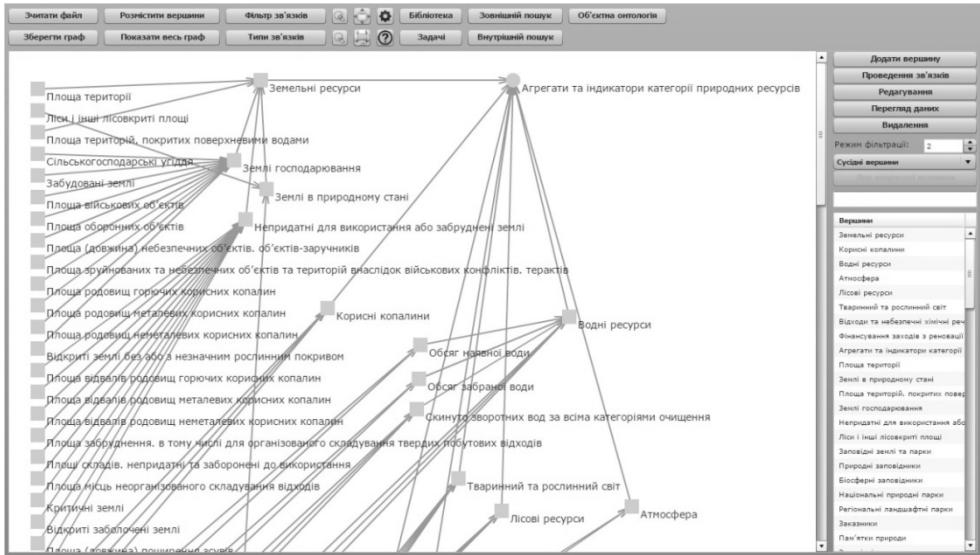 Зчитати файл
Розмістити вершини
Фільтр зв'язків
Бібліотека
Зовнішній пошук
Об'єктна онтологія
Зберегти граф
Показати весь граф
Типи зв'язків
Задачі
Внутрішній пошук
Земельні ресурси
Агрегати та індикатори категорії природних ресурсів
Площа території
Ліси і інші лісовкриті площі
Площа територій, покритих поверхневими водами
Сільськогосподарські угіддя
Землі господарювання
Забудовані землі
Землі в природному стані
Площа військових об'єктів
Площа оборонних об'єктів
Непридатні для використання або забруднені землі
Площа (довжина) небезпечних об'єктів. об'єктів-заручників
Площа зруйнованих та небезпечних об'єктів та територій внаслідок військових конфліктів. терактів
Площа родовищ горючих корисних копалин
Площа родовищ металевих корисних копалин
Корисні копалини
Водні ресурси
Площа родовищ неметалевих корисних копалин
Відкриті землі без або з незначним рослинним покривом
Обсяг наявної води
Площа відвалів родовищ горючих корисних копалин
Обсяг забраної води
Площа відвалів родовищ металевих корисних копалин
Площа відвалів родовищ неметалевих корисних копалин
Скинуто зворотних вод за всіма категоріями очищення
Площа забруднення. в тому числі для організованого складування твердих побутових відходів
Площі складів. непридатні та заборонені до використання
Площа місць неорганізованого складування відходів
Тваринний та рослинний світ
Критичні землі
Лісові ресурси
Атмосфера
Відкриті заболочені землі
Площа (довжина) поширення зсувів
Додати вершину
Проведення зв'язків
Редагування
Перегляд даних
Видалення
Режим фільтрації: 2
Сусідні вершини
Вершини
Земельні ресурси
Корисні копалини
Водні ресурси
Атмосфера
Лісові ресурси
Тваринний та рослинний світ
Відходи та небезпечні хімічні реч
Фінансування заходів з реновації
Агрегати та індикатори категорії
Площа території
Землі в природному стані
Площа територій. покритих повер
Землі господарювання
Непридатні для використання або
Ліси і інші лісовкриті площі
Заповідні землі та парки
Природні заповідники
Біосферні заповідники
Національні природні парки
Регіональні ландшафтні парки
Заказники
Пам'ятки природи